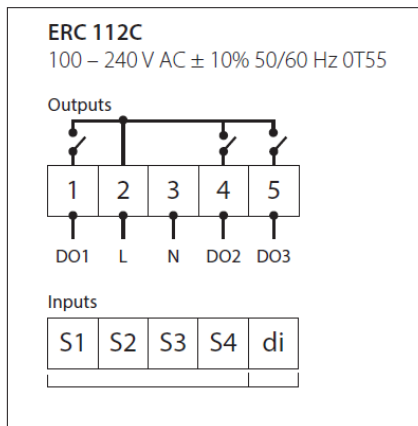 ERC 112C
100 – 240 V AC ± 10% 50/60 Hz 0T55
Outputs
1 2 3 4 5
DO1 L N DO2 DO3
Inputs
S1 S2 S3 S4 di